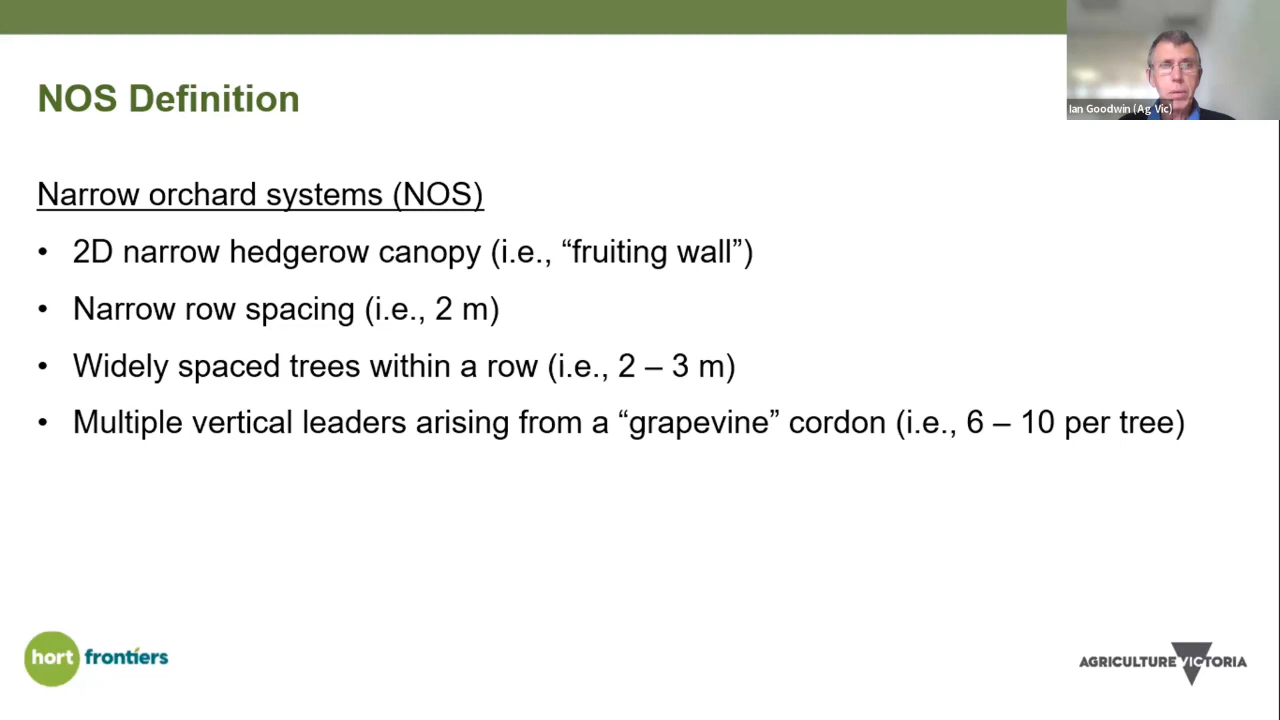 Ian Goodwin (Ag Vic)
NOS Definition
Narrow orchard systems (NOS)
• 2D narrow hedgerow canopy (i.e., “fruiting wall”)
• Narrow row spacing (i.e., 2 m)
• Widely spaced trees within a row (i.e., 2 – 3 m)
• Multiple vertical leaders arising from a “grapevine” cordon (i.e., 6 – 10 per tree)
hort frontiers
AGRICULTURE VICTORIA